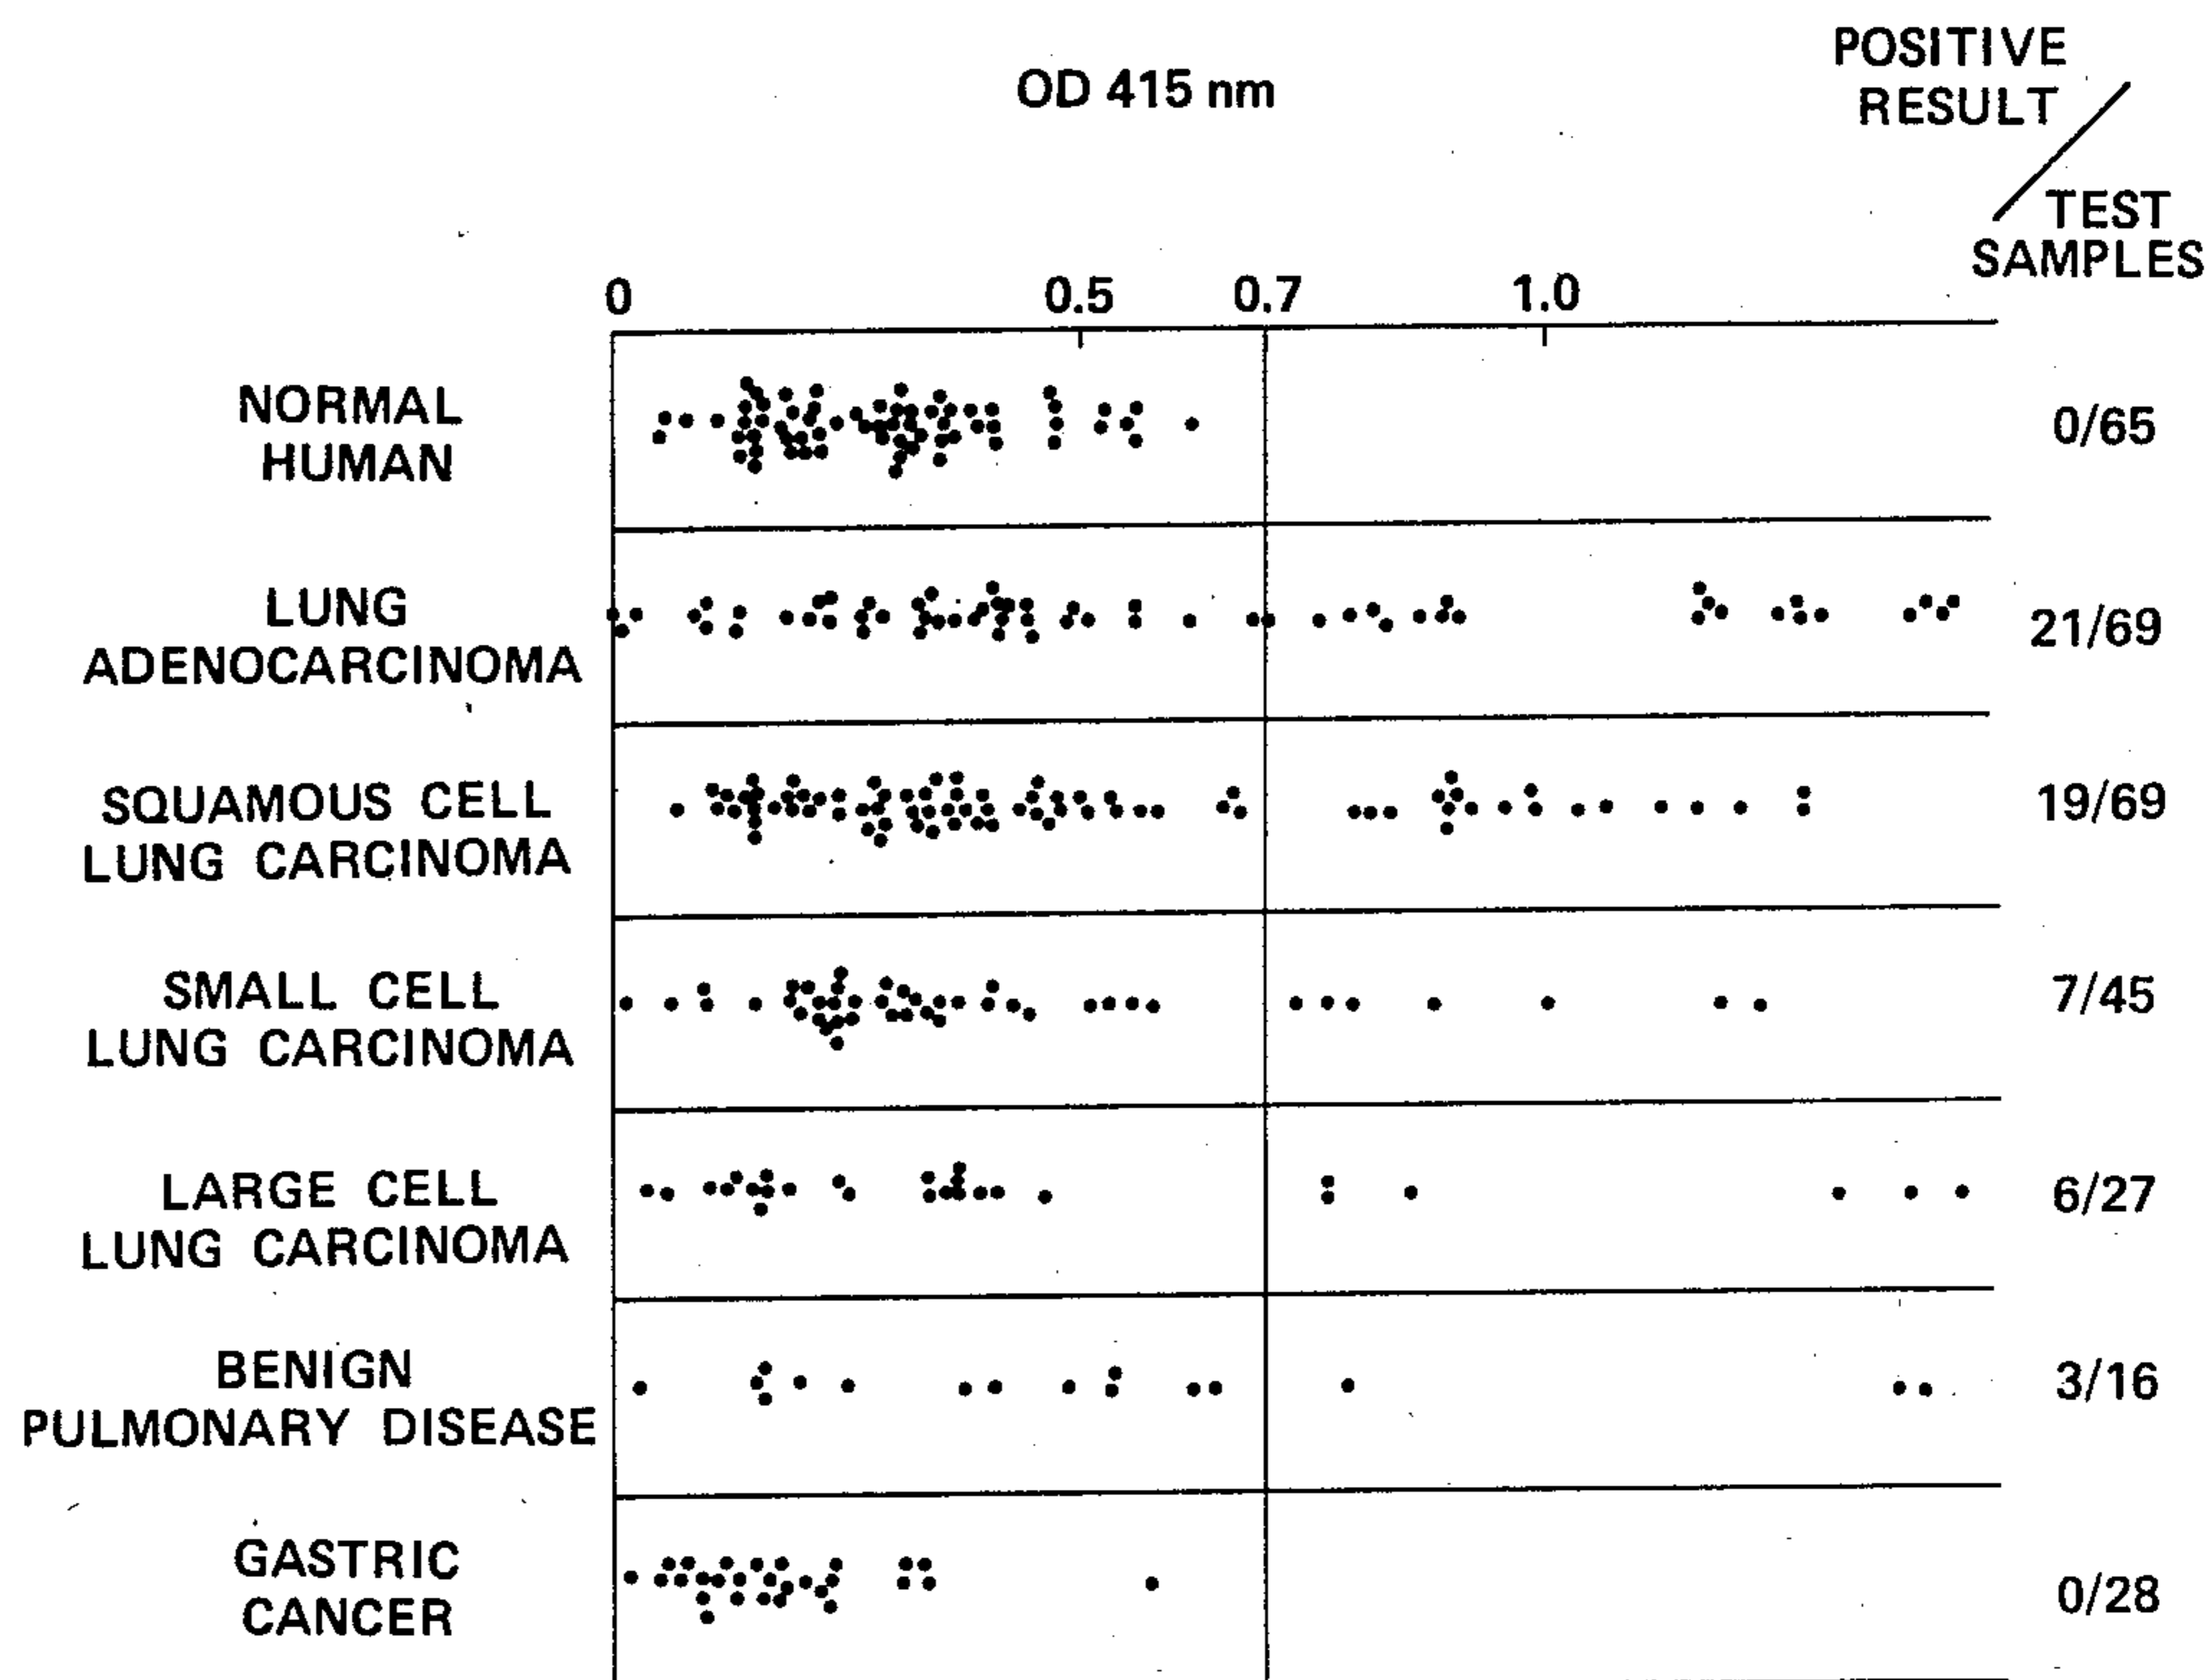 OD 415 nm
POSITIVE
RESULT
TEST
SAMPLES
0 0.5 0.7 1.0
NORMAL
HUMAN
0/65
LUNG
ADENOCARCINOMA
21/69
SQUAMOUS CELL
LUNG CARCINOMA
19/69
SMALL CELL
LUNG CARCINOMA
7/45
LARGE CELL
LUNG CARCINOMA
6/27
BENIGN
PULMONARY DISEASE
3/16
GASTRIC
CANCER
0/28